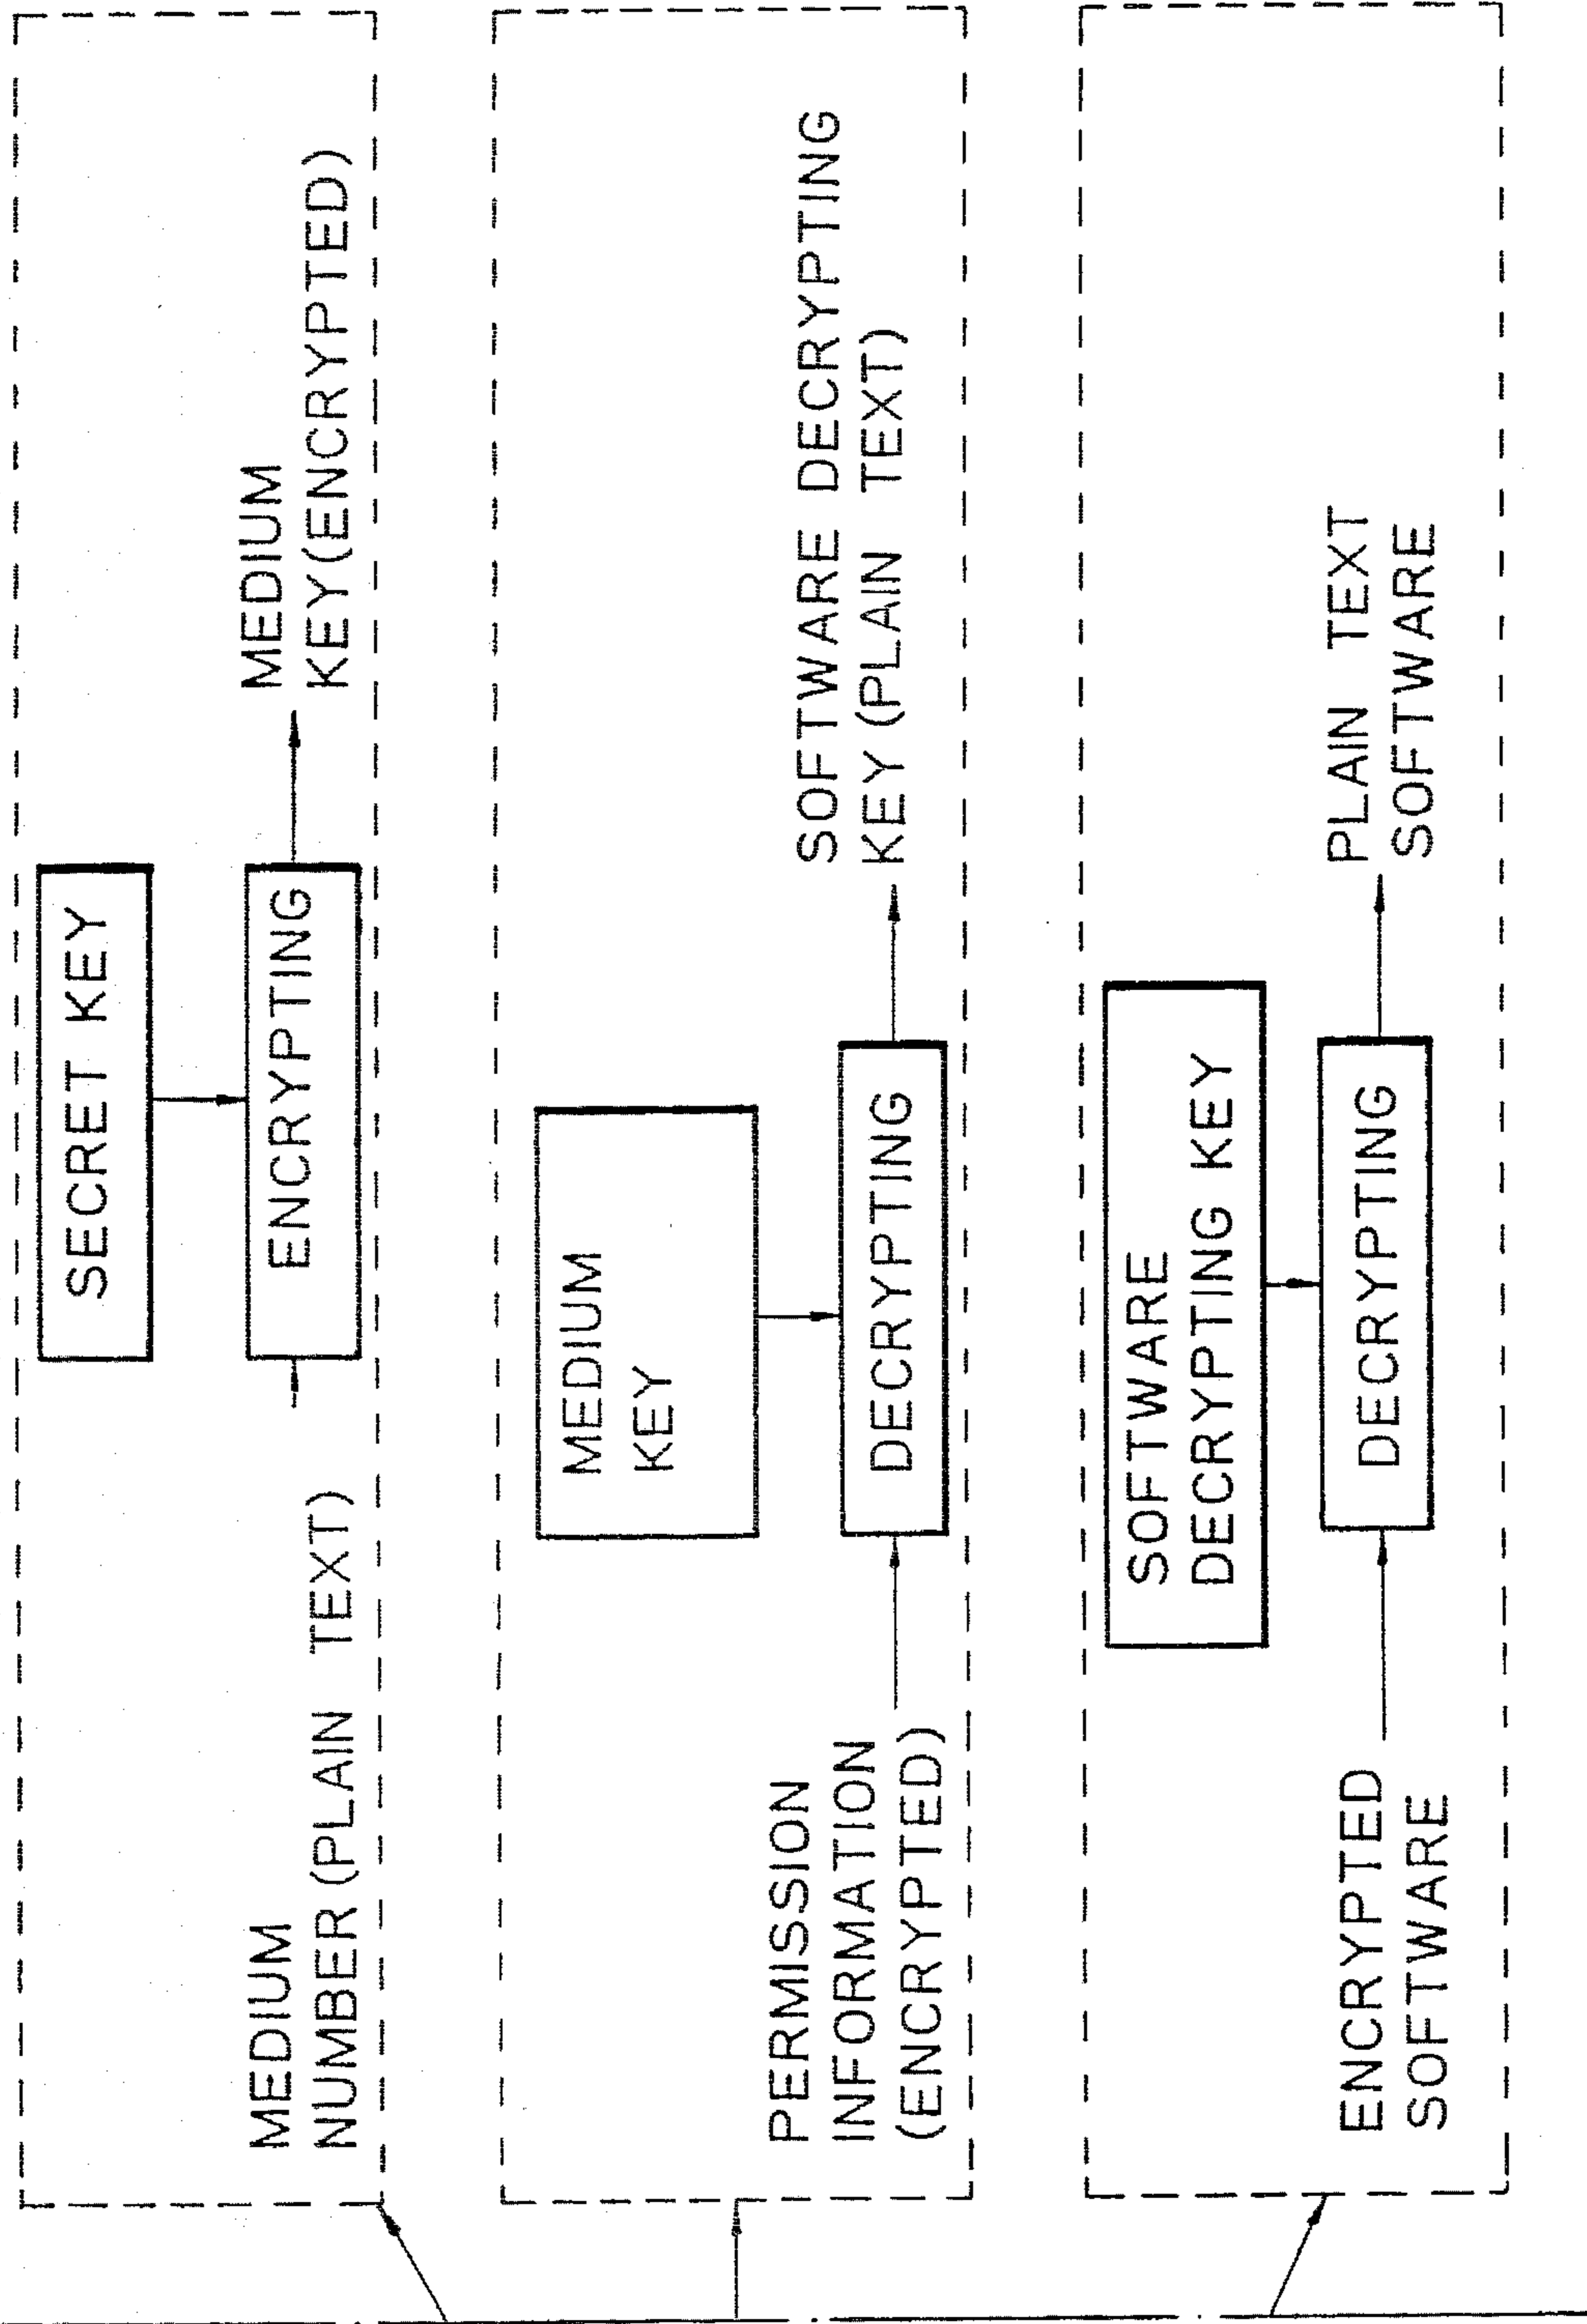 SECRET KEY
MEDIUM
NUMBER (PLAIN TEXT)
ENCRYPTING
MEDIUM
KEY (ENCRYPTED)
MEDIUM
KEY
PERMISSION
INFORMATION
(ENCRYPTED)
DECRYPTING
SOFTWARE DECRYPTING
KEY (PLAIN TEXT)
SOFTWARE
DECRYPTING KEY
ENCRYPTED
SOFTWARE
DECRYPTING
PLAIN TEXT
SOFTWARE